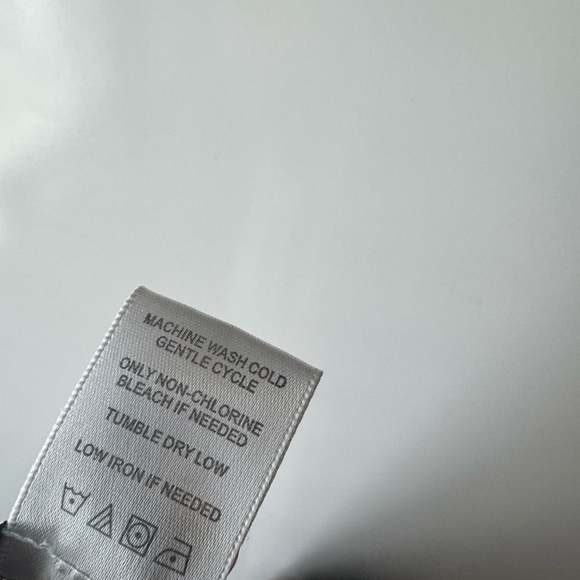 MACHINE WASH COLD
GENTLE CYCLE
ONLY NON-CHLORINE
BLEACH IF NEEDED
TUMBLE DRY LOW
LOW IRON IF NEEDED